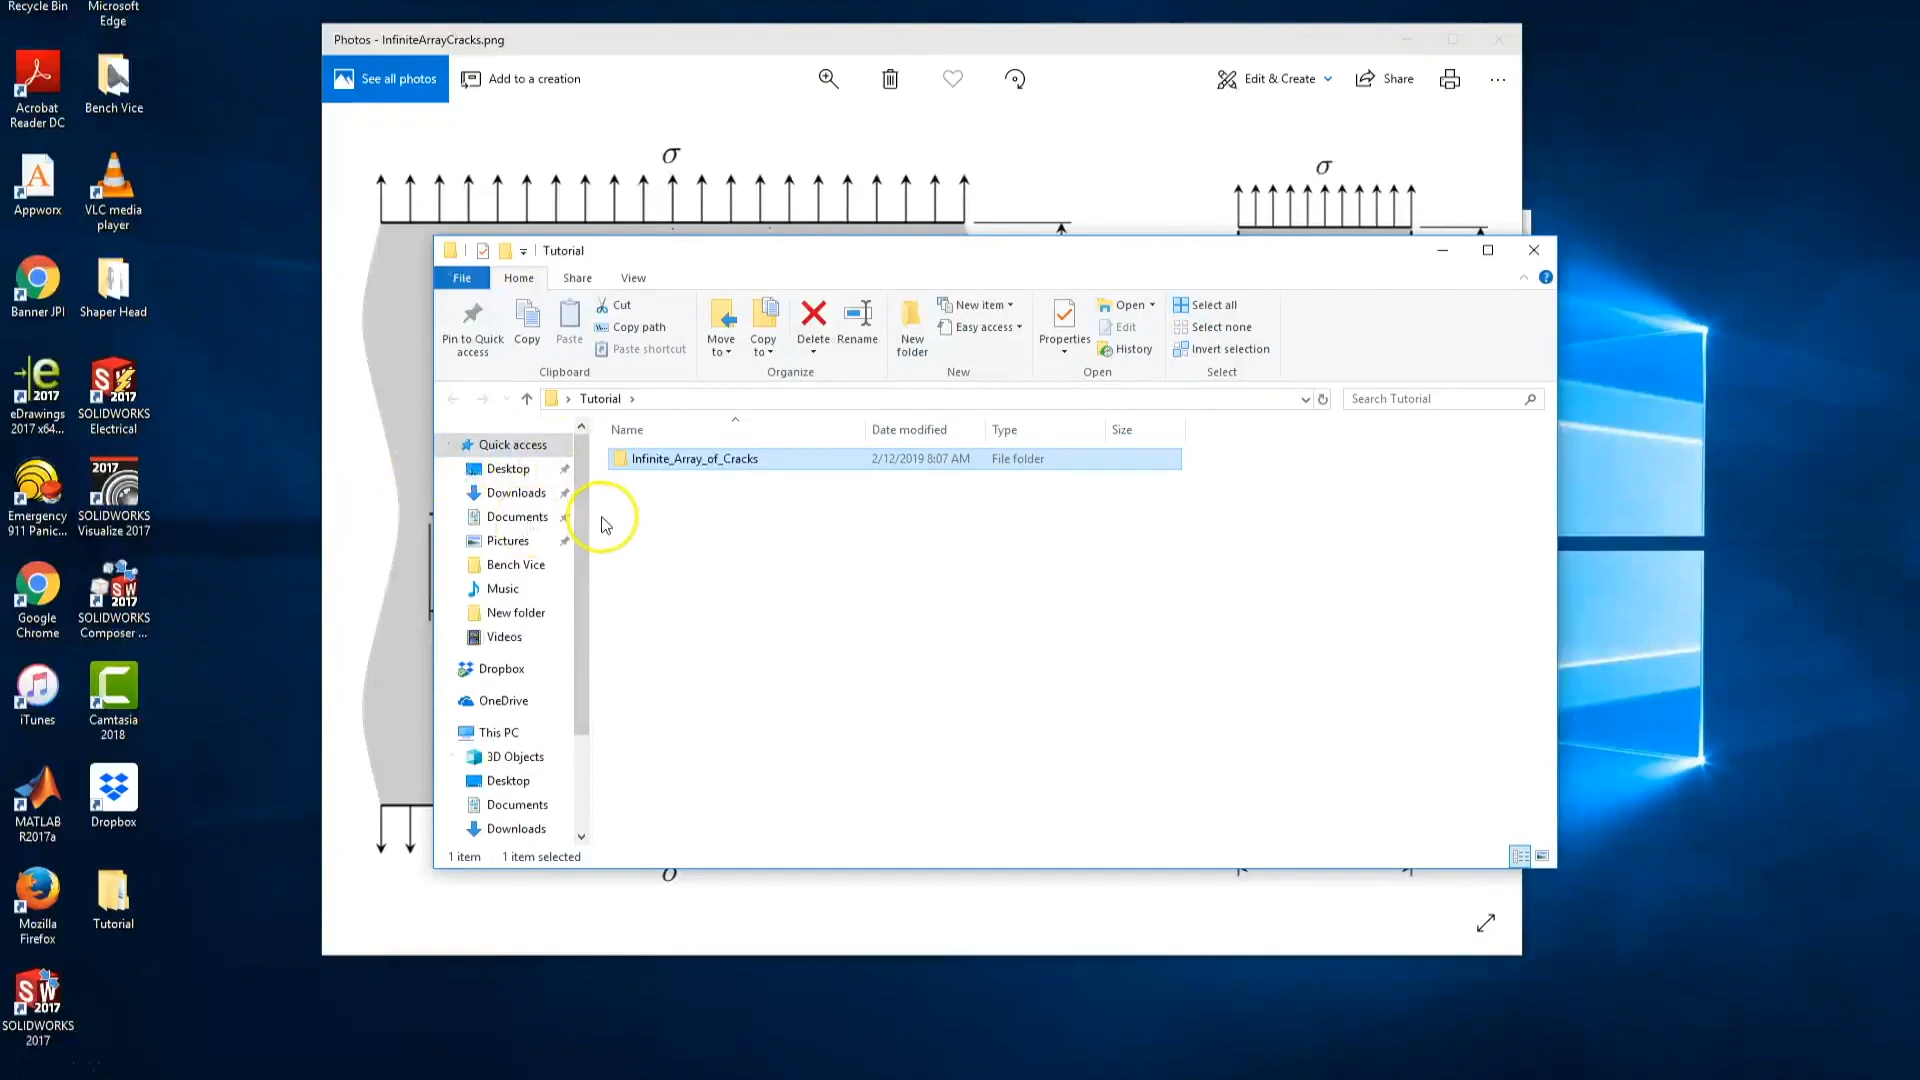 Recycle Bin
Microsoft
Edge
Acrobat
Reader DC
Bench Vice
Appworx
VLC media
player
Banner JPI
Shaper Head
2017
eDrawings
2017 x64...
2017
SOLIDWORKS
Electrical
Emergency
911 Panic...
2017
SOLIDWORKS
Visualize 2017
Google
Chrome
SW
SOLIDWORKS
Composer ...
iTunes
Camtasia
2018
MATLAB
R2017a
Dropbox
Mozilla
Firefox
Tutorial
SW
2017
SOLIDWORKS
2017
Photos - InfiniteArrayCracks.png
See all photos
Add to a creation
Edit & Create
Share
σ
σ
Tutorial
File
Home
Share
View
Pin to Quick
access
Copy
Paste
Cut
Copy path
Paste shortcut
Clipboard
Move
to
Copy
to
Delete
Rename
Organize
New
folder
New item
Easy access
New
Properties
Open
Edit
History
Open
Select all
Select none
Invert selection
Select
Tutorial
Search Tutorial
Name
Date modified
Type
Size
Infinite_Array_of_Cracks
2/12/2019 8:07 AM
File folder
Quick access
Desktop
Downloads
Documents
Pictures
Bench Vice
Music
New folder
Videos
Dropbox
OneDrive
This PC
3D Objects
Desktop
Documents
Downloads
1 item
1 item selected
σ